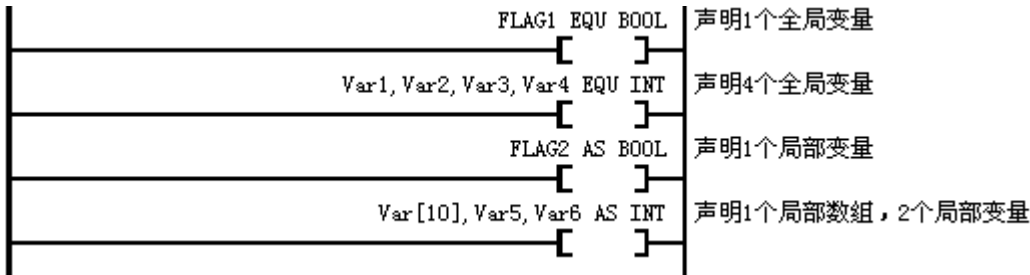 FLAG1 EQU BOOL 声明1个全局变量
Var1,Var2,Var3,Var4 EQU INT 声明4个全局变量
FLAG2 AS BOOL 声明1个局部变量
Var[10],Var5,Var6 AS INT 声明1个局部数组，2个局部变量